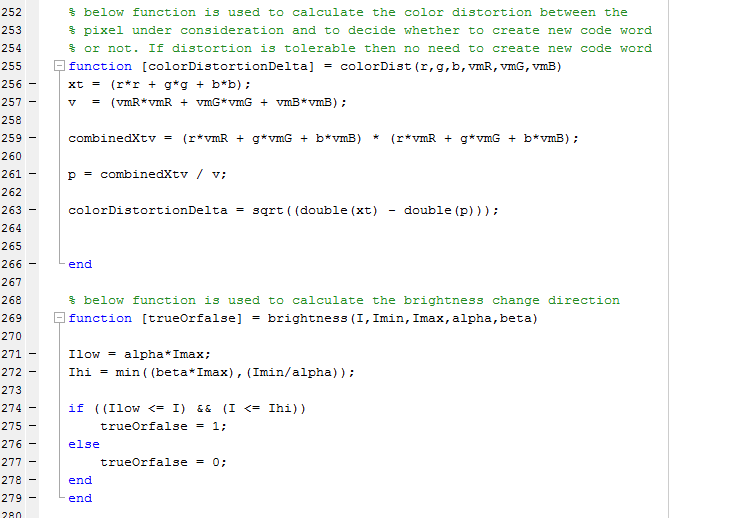 252 % below function is used to calculate the color distortion between the
253 % pixel under consideration and to decide whether to create new code word
254 % or not. If distortion is tolerable then no need to create new code word
255 function [colorDistortionDelta] = colorDist(r,g,b,vmR,vmG,vmB)
256 – xt = (r*r + g*g + b*b);
257 – v = (vmR*vmR + vmG*vmG + vmB*vmB);
258
259 – combinedXtv = (r*vmR + g*vmG + b*vmB) * (r*vmR + g*vmG + b*vmB);
260
261 – p = combinedXtv / v;
262
263 – colorDistortionDelta = sqrt((double(xt) - double(p)));
264
265
266 – end
267
268 % below function is used to calculate the brightness change direction
269 function [trueOrfalse] = brightness(I,Imin,Imax,alpha,beta)
270
271 – Ilow = alpha*Imax;
272 – Ihi = min((beta*Imax),(Imin/alpha));
273
274 – if ((Ilow <= I) && (I <= Ihi))
275 – trueOrfalse = 1;
276 – else
277 – trueOrfalse = 0;
278 – end
279 – end
280